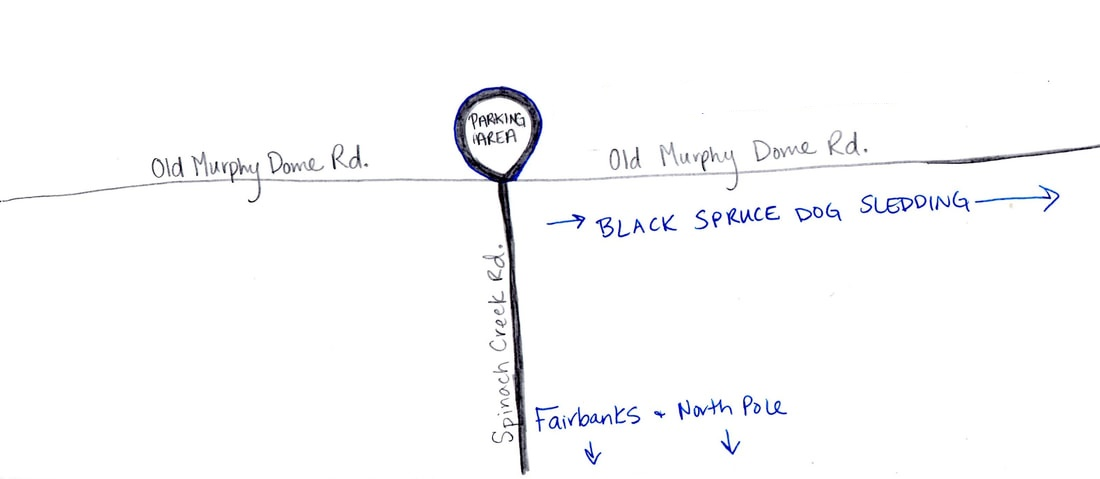 PARKING
AREA
Old Murphy Dome Rd.
Old Murphy Dome Rd.
→ BLACK SPRUCE DOG SLEDDING →
Spinach Creek Rd.
Fairbanks + North Pole
↓ ↓